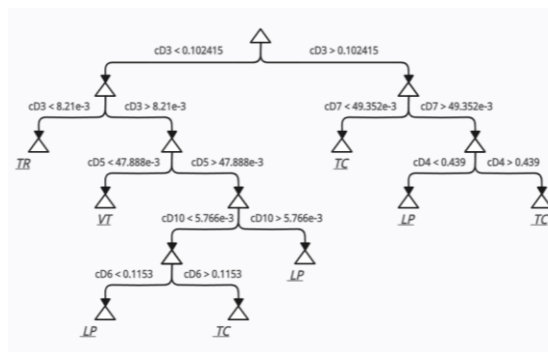 cD3 < 0.102415 cD3 > 0.102415
cD3 < 8.21e-3 cD3 > 8.21e-3 cD7 < 49.352e-3 cD7 > 49.352e-3
TR cD5 < 47.888e-3 cD5 > 47.888e-3 TC cD4 < 0.439 cD4 > 0.439
VT cD10 < 5.766e-3 cD10 > 5.766e-3 LP TC
cD6 < 0.1153 cD6 > 0.1153 LP
LP TC